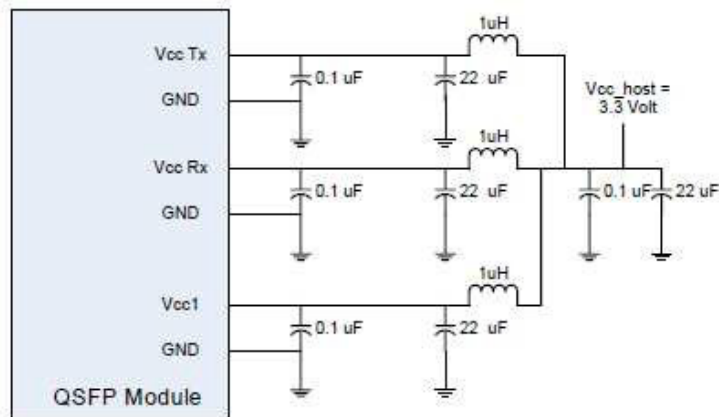 1uH
Vcc Tx
0.1 uF
22 uF
GND
Vcc_host =
3.3 Volt
1uH
Vcc Rx
0.1 uF
22 uF
0.1 uF
22 uF
GND
1uH
Vcc1
0.1 uF
22 uF
GND
QSFP Module